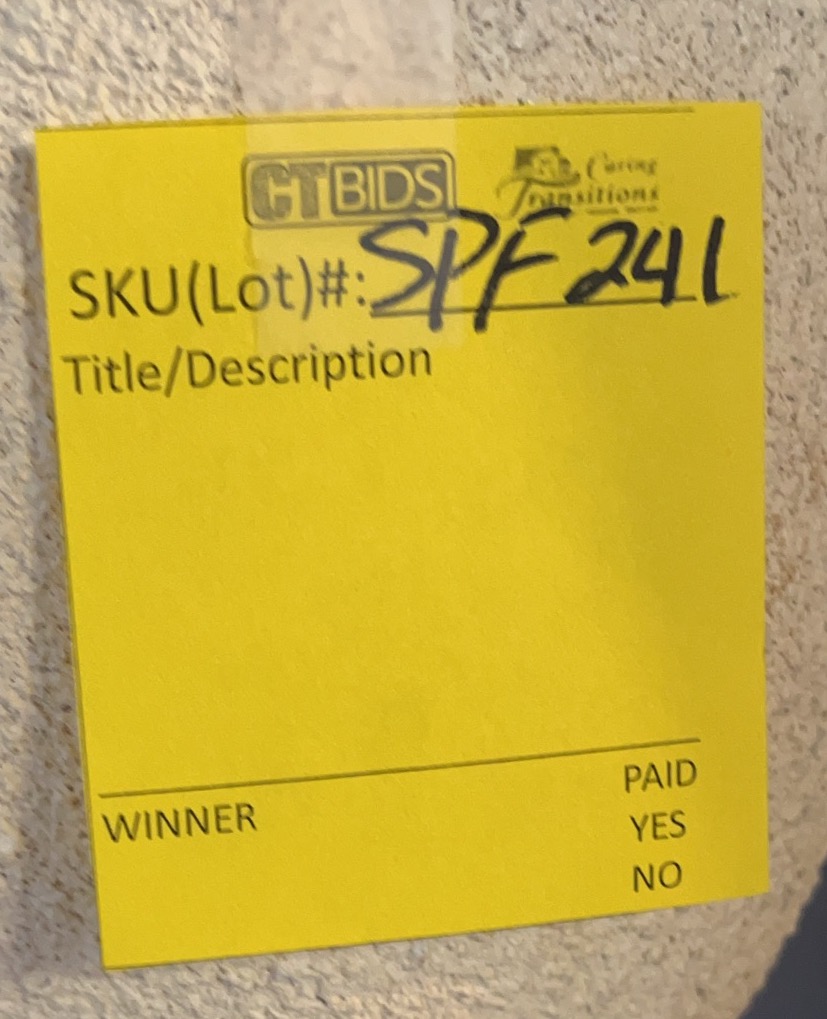 CTBIDS
Caring
Transitions
SKU(Lot)#: SPF241
Title/Description
WINNER
PAID
YES
NO